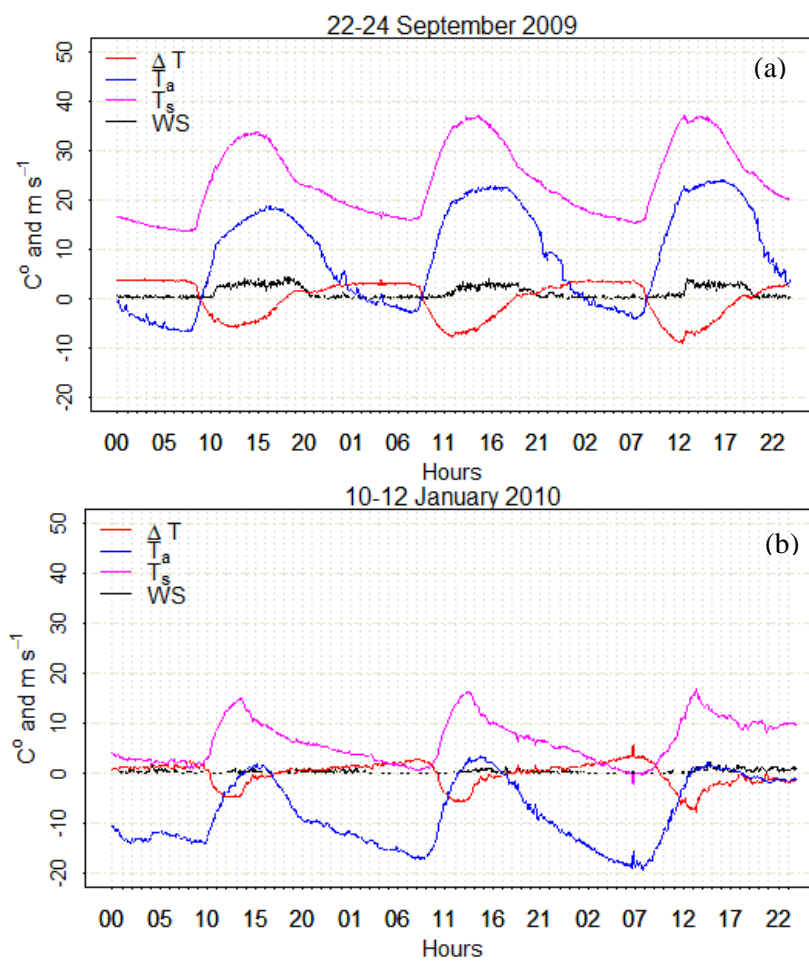 22-24 September 2009
(a)
Δ T
Ta
Ts
WS
C° and m s⁻¹
50
40
30
20
10
0
-10
-20
00 05 10 15 20 01 06 11 16 21 02 07 12 17 22
Hours
10-12 January 2010
(b)
Δ T
Ta
Ts
WS
C° and m s⁻¹
50
40
30
20
10
0
-10
-20
00 05 10 15 20 01 06 11 16 21 02 07 12 17 22
Hours